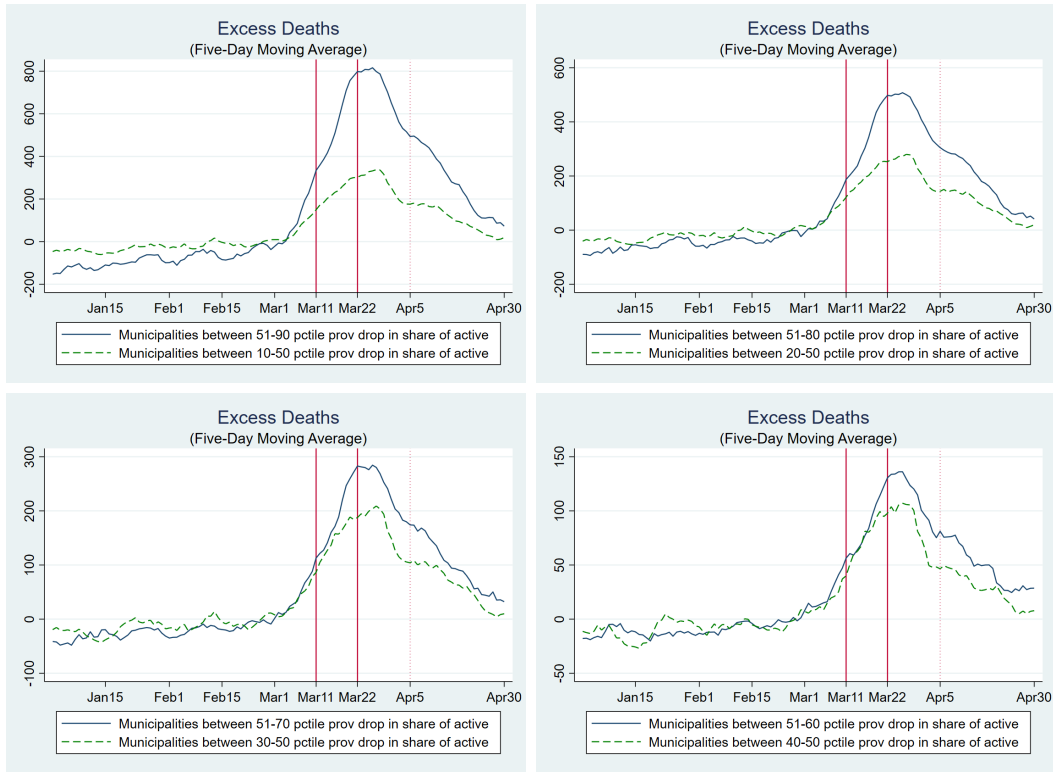 Excess Deaths
(Five-Day Moving Average)
800
600
400
200
0
-200
Jan15 Feb1 Feb15 Mar1 Mar11 Mar22 Apr5 Apr30
Municipalities between 51-90 pctile prov drop in share of active
Municipalities between 10-50 pctile prov drop in share of active
Excess Deaths
(Five-Day Moving Average)
600
400
200
0
-200
Jan15 Feb1 Feb15 Mar1 Mar11 Mar22 Apr5 Apr30
Municipalities between 51-80 pctile prov drop in share of active
Municipalities between 20-50 pctile prov drop in share of active
Excess Deaths
(Five-Day Moving Average)
300
200
100
0
-100
Jan15 Feb1 Feb15 Mar1 Mar11 Mar22 Apr5 Apr30
Municipalities between 51-70 pctile prov drop in share of active
Municipalities between 30-50 pctile prov drop in share of active
Excess Deaths
(Five-Day Moving Average)
150
100
50
0
-50
Jan15 Feb1 Feb15 Mar1 Mar11 Mar22 Apr5 Apr30
Municipalities between 51-60 pctile prov drop in share of active
Municipalities between 40-50 pctile prov drop in share of active